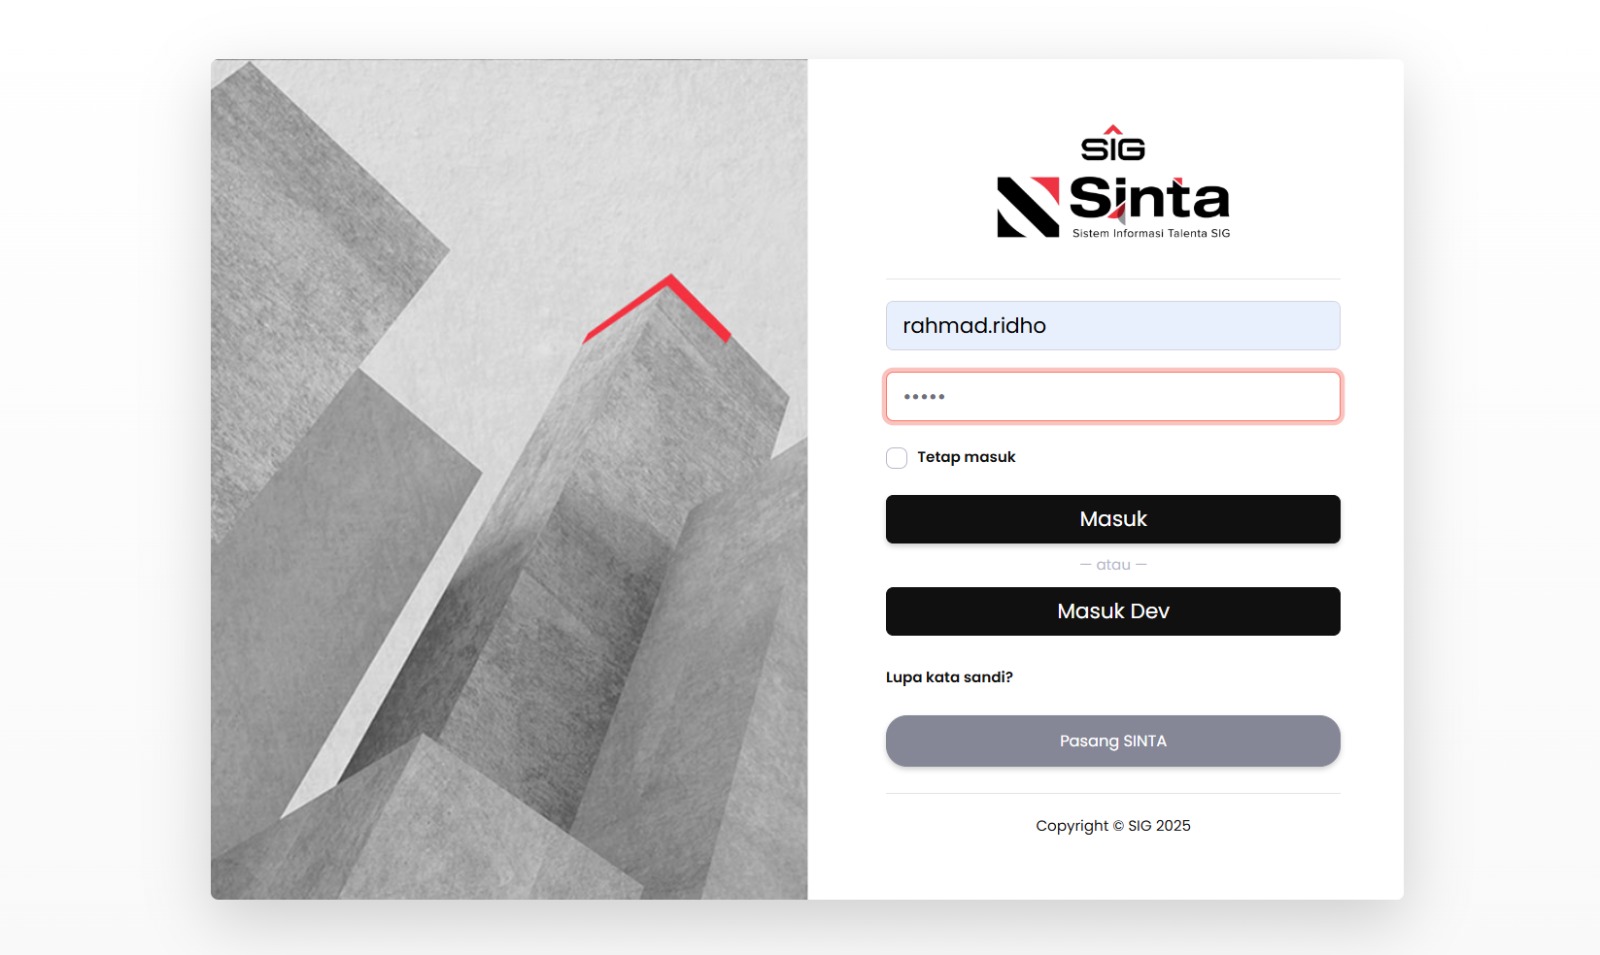 SIG
Sinta
Sistem Informasi Talenta SIG
rahmad.ridho
•••••
Tetap masuk
Masuk
— atau —
Masuk Dev
Lupa kata sandi?
Pasang SINTA
Copyright © SIG 2025